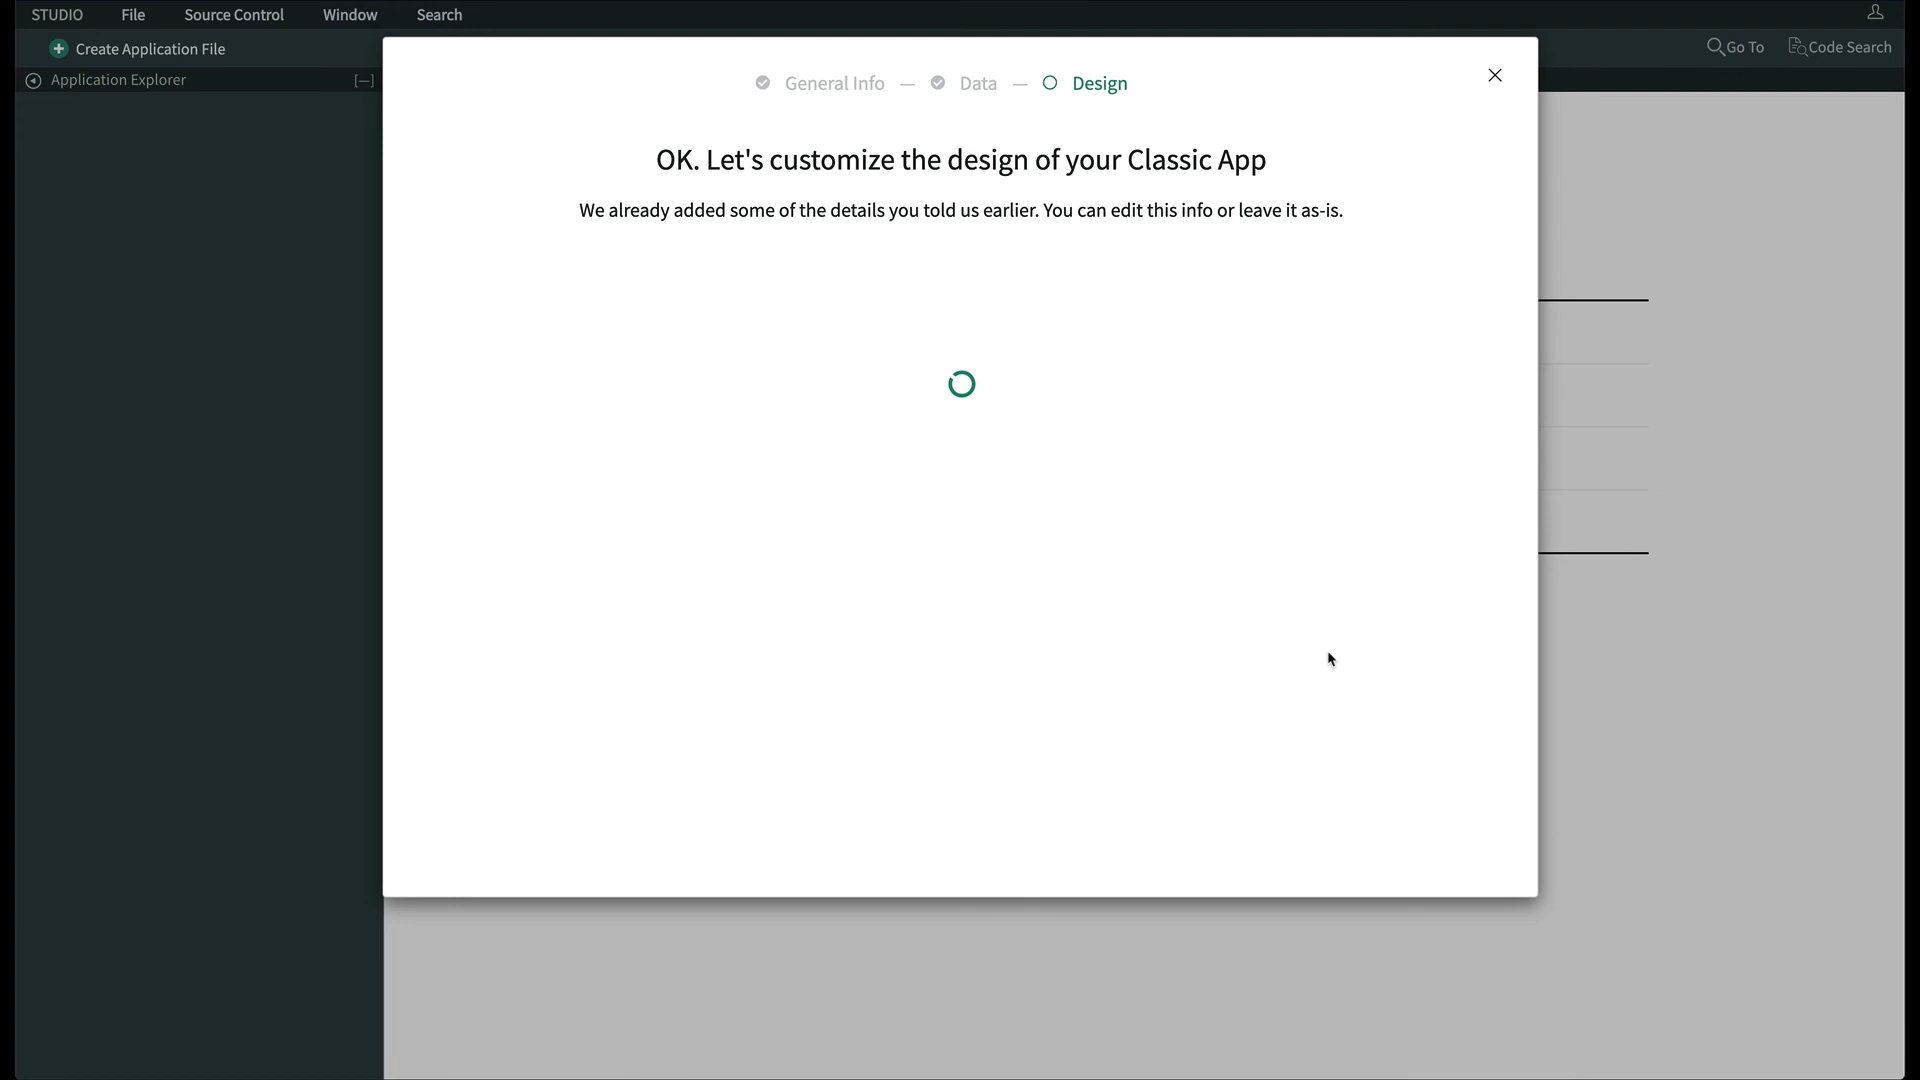 STUDIO File Source Control Window Search
Create Application File
Go To Code Search
Application Explorer [—]
General Info — Data — Design
OK. Let's customize the design of your Classic App
We already added some of the details you told us earlier. You can edit this info or leave it as-is.